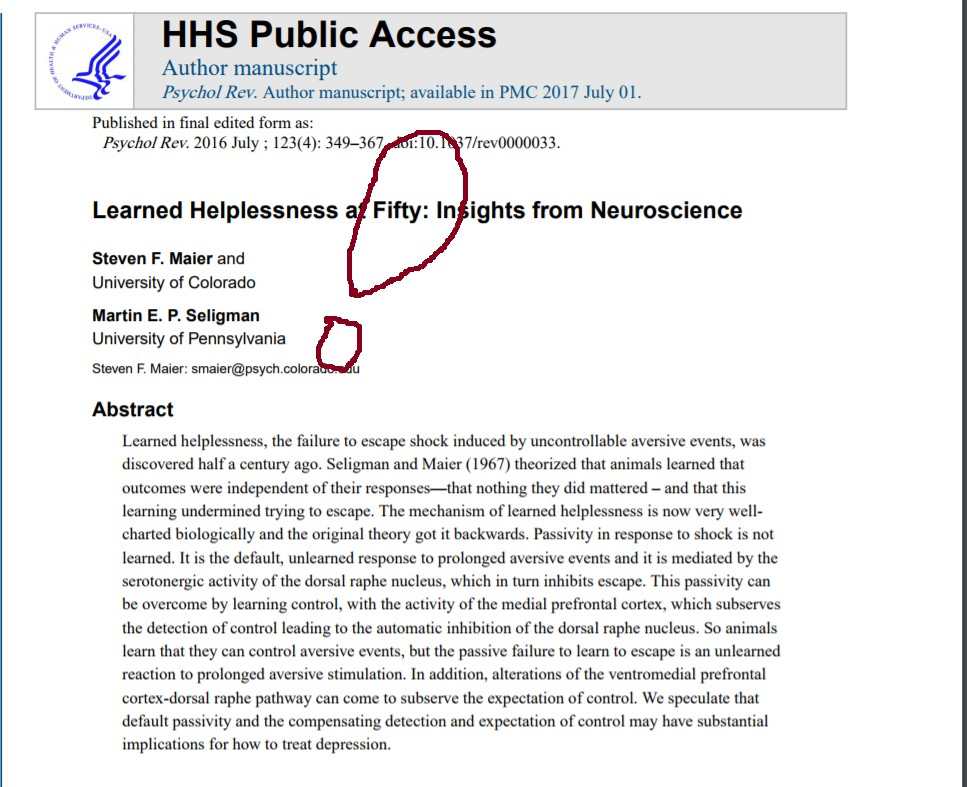 HHS Public Access
Author manuscript
Psychol Rev. Author manuscript; available in PMC 2017 July 01.
Published in final edited form as:
Psychol Rev. 2016 July ; 123(4): 349–367. doi:10.1037/rev0000033.
Learned Helplessness at Fifty: Insights from Neuroscience
Steven F. Maier and
University of Colorado
Martin E. P. Seligman
University of Pennsylvania
Steven F. Maier: smaier@psych.colorado.edu
Abstract
Learned helplessness, the failure to escape shock induced by uncontrollable aversive events, was
discovered half a century ago. Seligman and Maier (1967) theorized that animals learned that
outcomes were independent of their responses—that nothing they did mattered – and that this
learning undermined trying to escape. The mechanism of learned helplessness is now very well-
charted biologically and the original theory got it backwards. Passivity in response to shock is not
learned. It is the default, unlearned response to prolonged aversive events and it is mediated by the
serotonergic activity of the dorsal raphe nucleus, which in turn inhibits escape. This passivity can
be overcome by learning control, with the activity of the medial prefrontal cortex, which subserves
the detection of control leading to the automatic inhibition of the dorsal raphe nucleus. So animals
learn that they can control aversive events, but the passive failure to learn to escape is an unlearned
reaction to prolonged aversive stimulation. In addition, alterations of the ventromedial prefrontal
cortex-dorsal raphe pathway can come to subserve the expectation of control. We speculate that
default passivity and the compensating detection and expectation of control may have substantial
implications for how to treat depression.